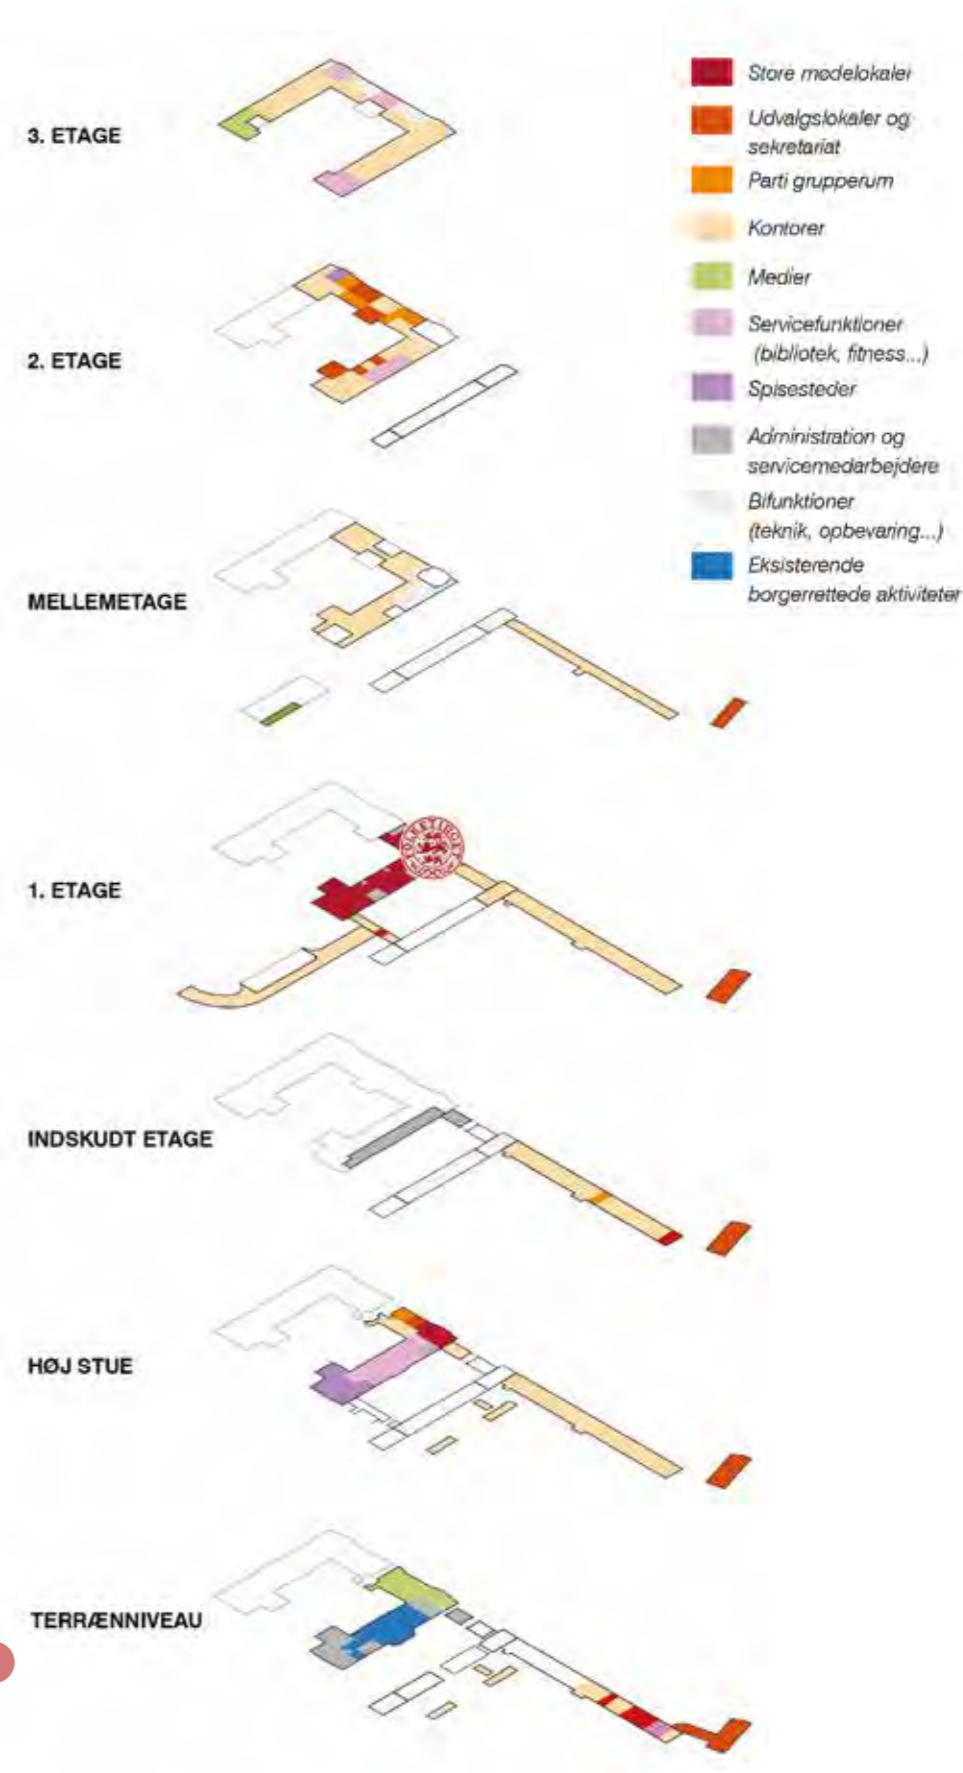 3. ETAGE
2. ETAGE
MELLEMETAGE
1. ETAGE
INDSKUDT ETAGE
HØJ STUE
TERRÆNNIVEAU
Store mødelokaler
Udvalgslokaler og
sekretariat
Parti grupperum
Kontorer
Medier
Servicefunktioner
(bibliotek, fitness...)
Spisesteder
Administration og
servicemedarbejdere
Bifunktioner
(teknik, opbevaring...)
Eksisterende
borgerrettede aktiviteter
FOLKETINGET